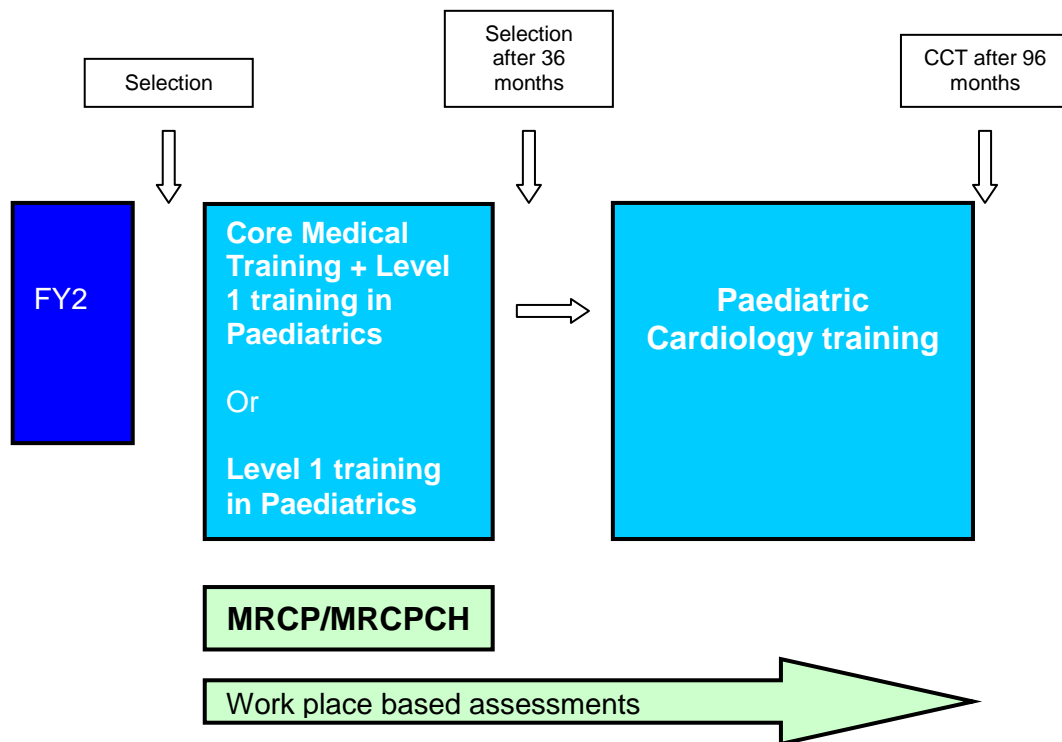 Selection
Selection
after 36
months
CCT after 96
months
FY2
Core Medical
Training + Level
1 training in
Paediatrics
Or
Level 1 training
in Paediatrics
Paediatric
Cardiology training
MRCP/MRCPCH
Work place based assessments